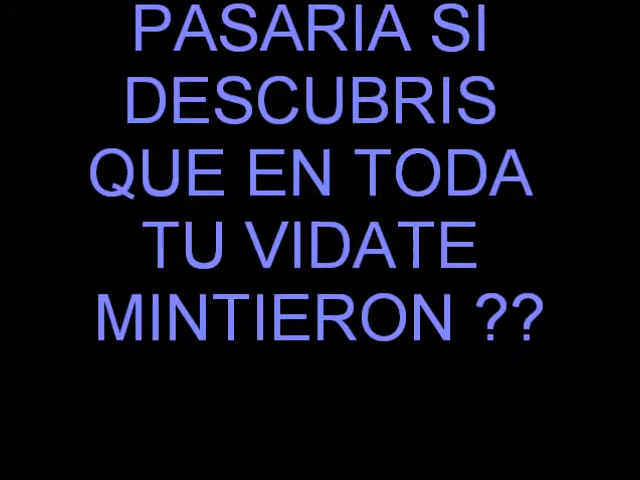 PASARIA SI
DESCUBRIS
QUE EN TODA
TU VIDATE
MINTIERON ??